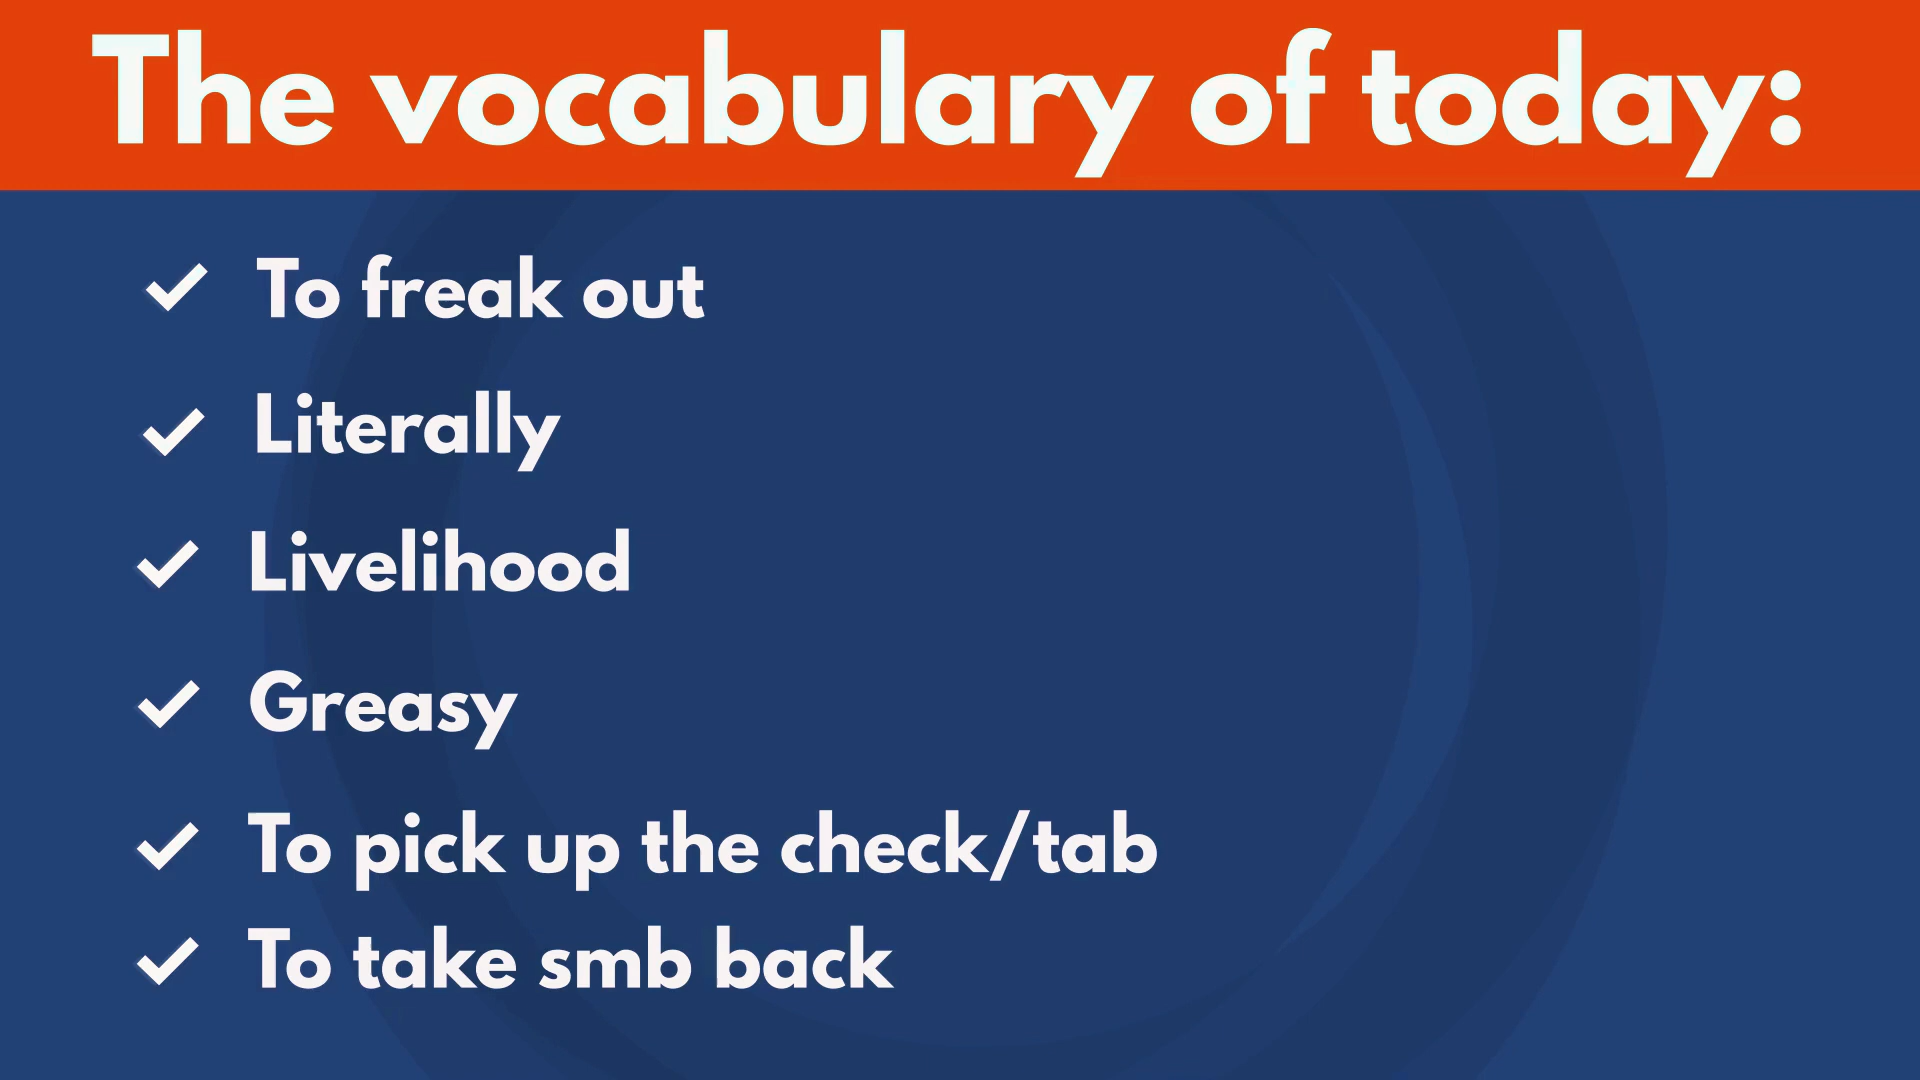 The vocabulary of today:
To freak out
Literally
Livelihood
Greasy
To pick up the check/tab
To take smb back